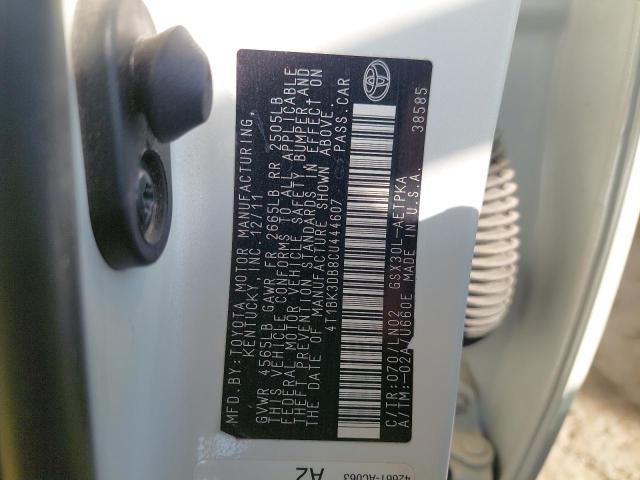 MFD. BY: TOYOTA MOTOR MANUFACTURING,
KENTUCKY, INC. 12/11
GVWR 4565LB GAWR FR 2665LB RR 2505LB
THIS VEHICLE CONFORMS TO ALL APPLICABLE
FEDERAL MOTOR VEHICLE SAFETY, BUMPER, AND
THEFT PREVENTION STANDARDS IN EFFECT ON
THE DATE OF MANUFACTURE SHOWN ABOVE.
4T1BK3DB8CU444607 PASS. CAR
C/TR: 070/LN02 GSX30L-AETPKA
A/TM: -02A/U660E MADE IN U.S.A. 38585
42661-AC063
A2